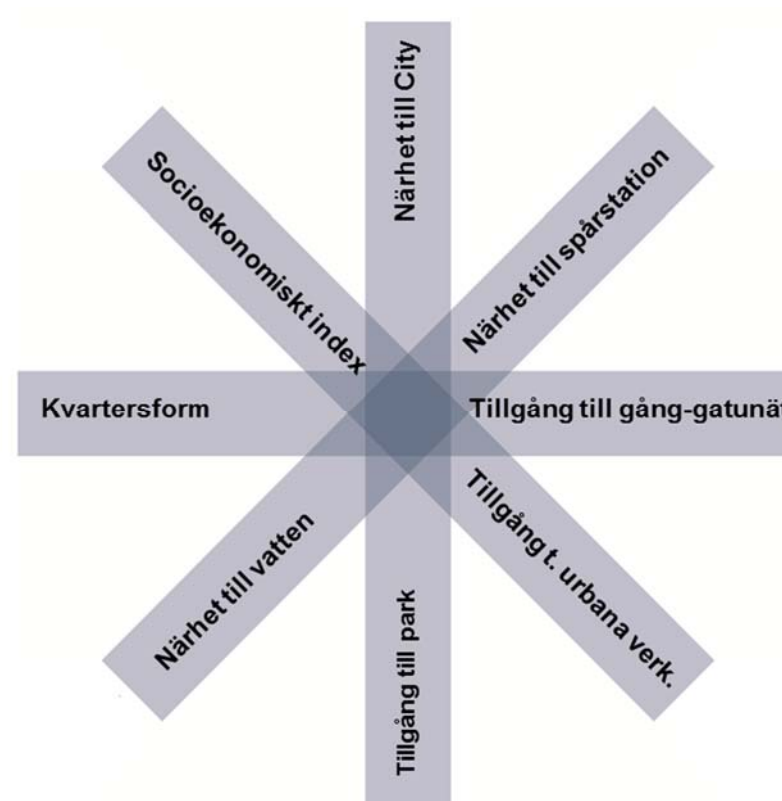 Närhet till City
Socioekonomiskt index
Närhet till spårstation
Kvartersform
Tillgång till gång-gatunät
Närhet till vatten
Tillgång t. urbana verk.
Tillgång till park